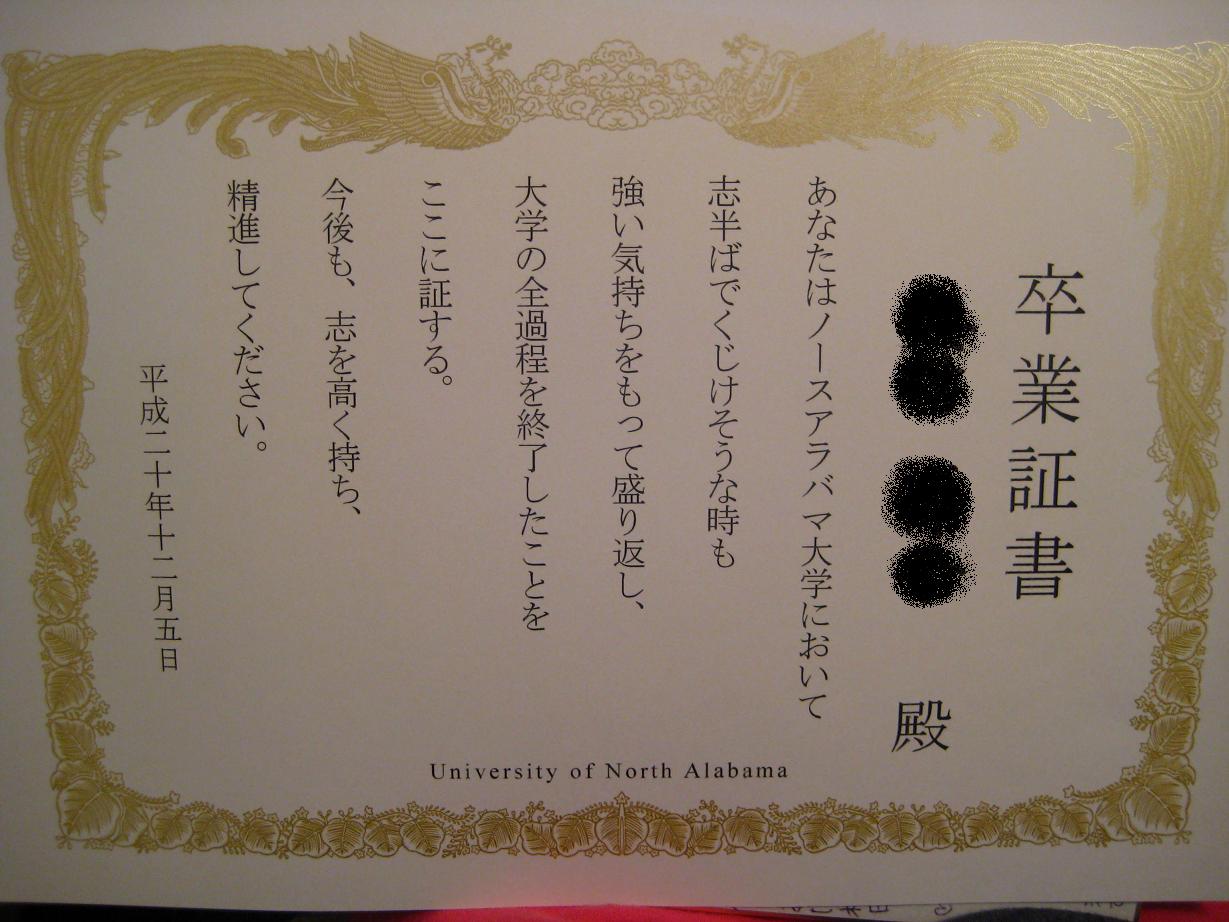 卒業証書
殿
あなたはノースアラバマ大学において
志半ばでくじけそうな時も
強い気持ちをもって盛り返し、
大学の全過程を終了したことを
ここに証する。
今後も、志を高く持ち、
精進してください。
平成二十年十二月五日
University of North Alabama